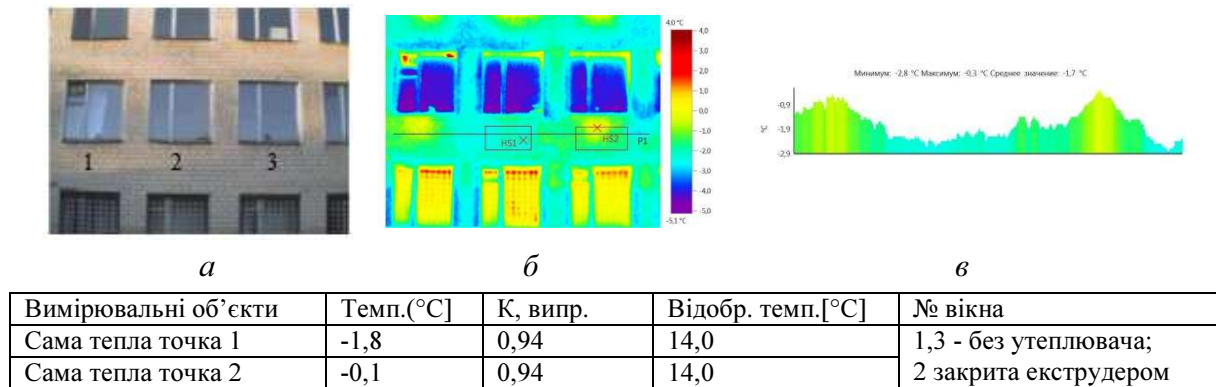 1 2 3
4,0 °C
4,0
3,0
2,0
1,0
0,0
-1,0
-2,0
-3,0
-4,0
-5,0
-5,1 °C
HS1 HS2 P1
Минимум: -2,8 °C Максимум: -0,3 °C Среднее значение: -1,7 °C
-0,9
-1,9
-2,9
°C
а б в
Вимірювальні об’єкти Темп.(°C] К, випр. Відобр. темп.[°C] № вікна
Сама тепла точка 1 -1,8 0,94 14,0 1,3 - без утеплювача;
Сама тепла точка 2 -0,1 0,94 14,0 2 закрита екструдером